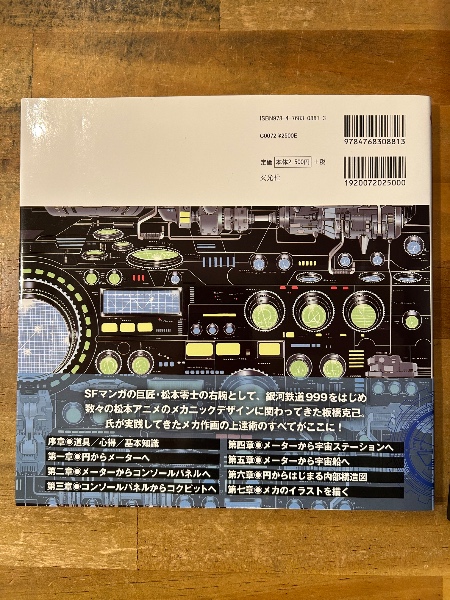 ISBN978-4-7683-0881-3
C0072 ¥2500E
9784768308813
定価 本体2,500円 +税
玄光社
1920072025000
SFマンガの巨匠・松本零士の右腕として、銀河鉄道999をはじめ
数々の松本アニメのメカニックデザインに関わってきた板橋克己。
氏が実践してきたメカ作画の上達術のすべてがここに！
序章◉道具／心得／基本知識
第一章◉円からメーターへ
第二章◉メーターからコンソールパネルへ
第三章◉コンソールパネルからコクピットへ
第四章◉メーターから宇宙ステーションへ
第五章◉メーターから宇宙船へ
第六章◉円からはじまる内部構造図
第七章◉メカのイラストを描く